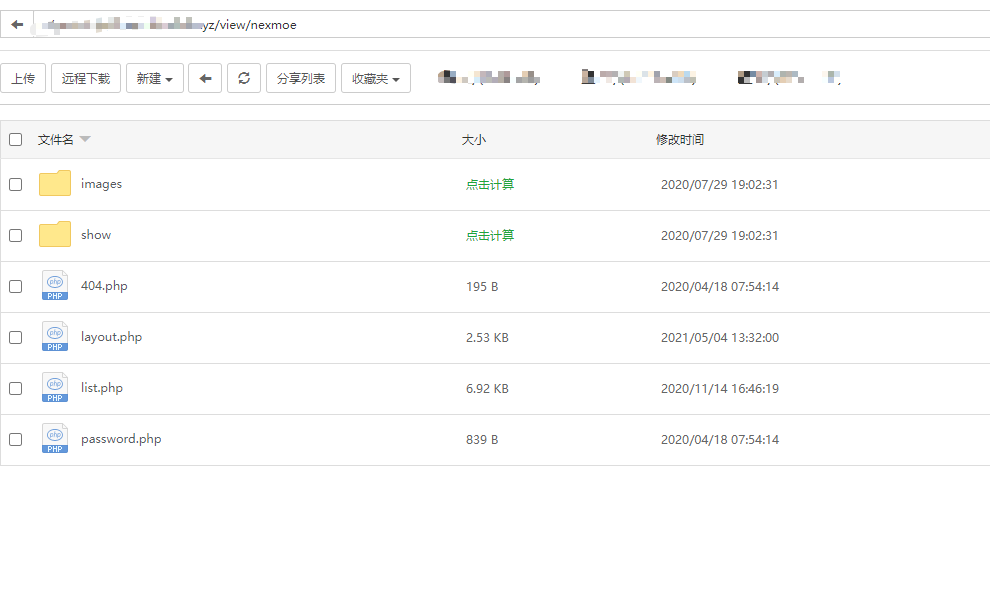 yz/view/nexmoe
上传 远程下载 新建 分享列表 收藏夹
文件名 大小 修改时间
images 点击计算 2020/07/29 19:02:31
show 点击计算 2020/07/29 19:02:31
php
PHP
404.php 195 B 2020/04/18 07:54:14
php
PHP
layout.php 2.53 KB 2021/05/04 13:32:00
php
PHP
list.php 6.92 KB 2020/11/14 16:46:19
php
PHP
password.php 839 B 2020/04/18 07:54:14